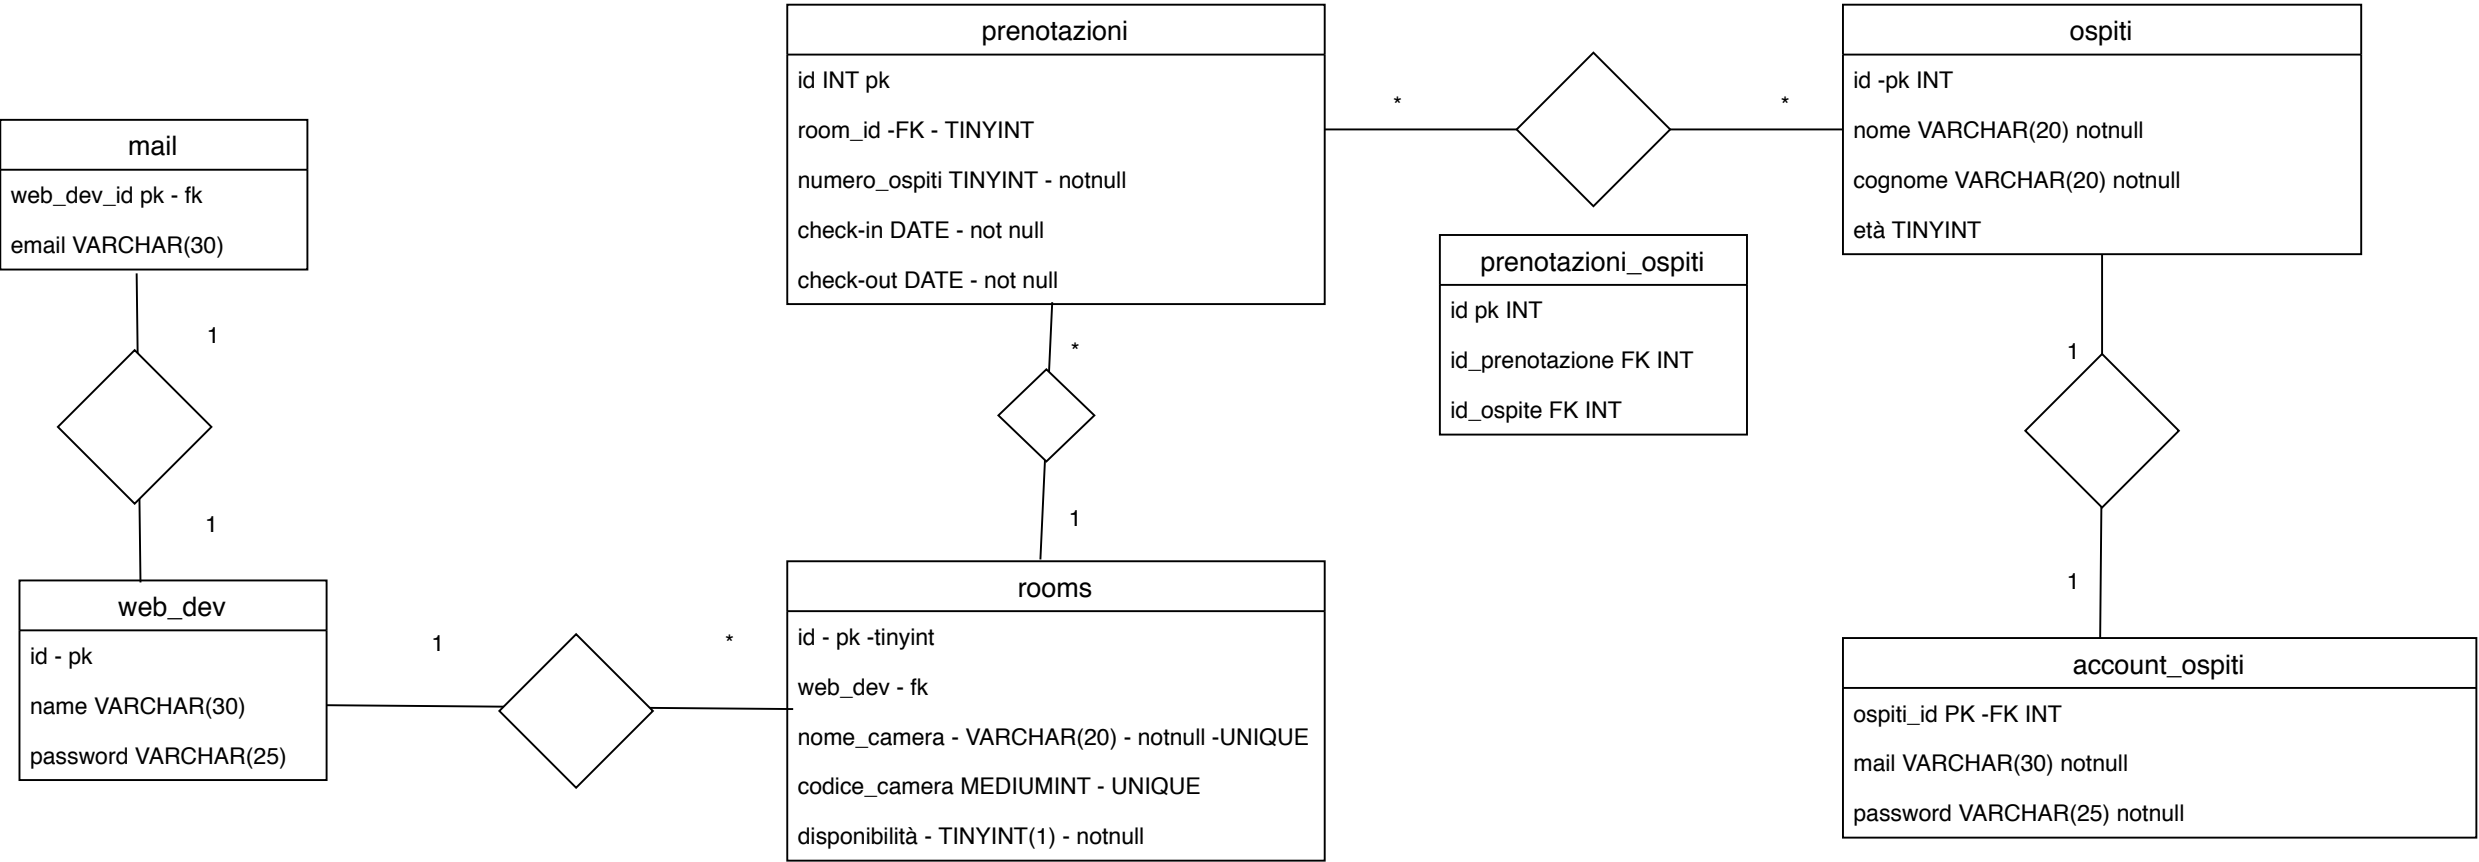 prenotazioni
id INT pk
room_id -FK - TINYINT
numero_ospiti TINYINT - notnull
check-in DATE - not null
check-out DATE - not null
*
*
ospiti
id -pk INT
nome VARCHAR(20) notnull
cognome VARCHAR(20) notnull
età TINYINT
mail
web_dev_id pk - fk
email VARCHAR(30)
prenotazioni_ospiti
id pk INT
id_prenotazione FK INT
id_ospite FK INT
1
1
*
1
1
1
web_dev
id - pk
name VARCHAR(30)
password VARCHAR(25)
1
*
rooms
id - pk -tinyint
web_dev - fk
nome_camera - VARCHAR(20) - notnull -UNIQUE
codice_camera MEDIUMINT - UNIQUE
disponibilità - TINYINT(1) - notnull
account_ospiti
ospiti_id PK -FK INT
mail VARCHAR(30) notnull
password VARCHAR(25) notnull